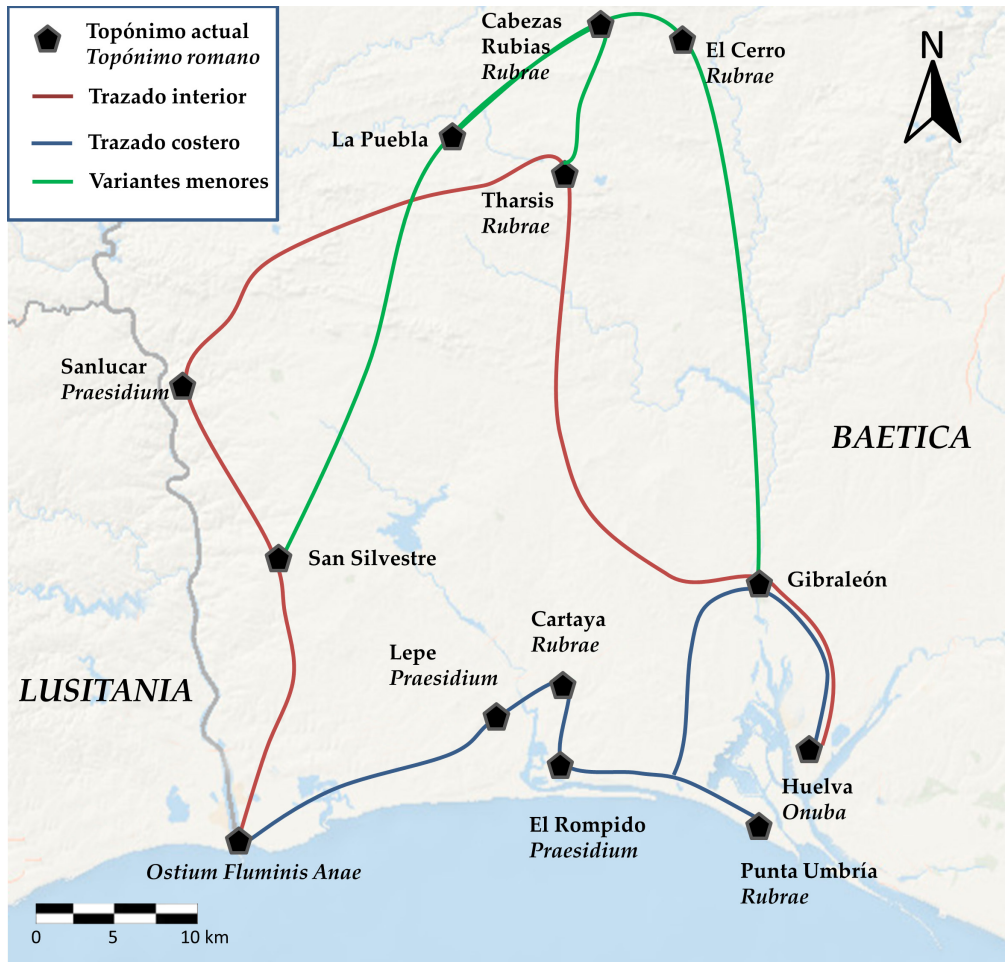 Topónimo actual
Topónimo romano
Trazado interior
Trazado costero
Variantes menores
Cabezas
Rubias
Rubrae
El Cerro
Rubrae
N
La Puebla
Tharsis
Rubrae
Sanlucar
Praesidium
BAETICA
San Silvestre
Gibraleón
Cartaya
Rubrae
Lepe
Praesidium
LUSITANIA
Huelva
Onuba
El Rompido
Praesidium
Punta Umbría
Rubrae
Ostium Fluminis Anae
0 5 10 km